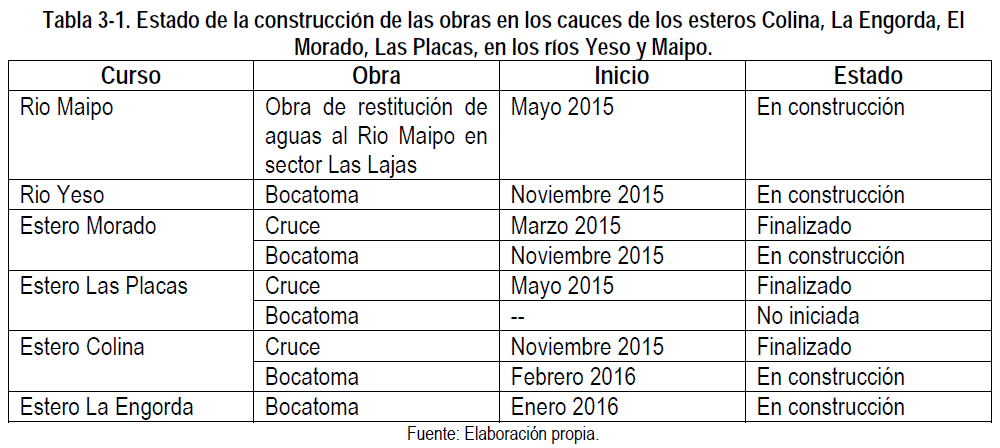 Tabla 3-1. Estado de la construcción de las obras en los cauces de los esteros Colina, La Engorda, El
Morado, Las Placas, en los ríos Yeso y Maipo.
Curso Obra Inicio Estado
Rio Maipo Obra de restitución de Mayo 2015 En construcción
aguas al Rio Maipo en
sector Las Lajas
Rio Yeso Bocatoma Noviembre 2015 En construcción
Estero Morado Cruce Marzo 2015 Finalizado
Bocatoma Noviembre 2015 En construcción
Estero Las Placas Cruce Mayo 2015 Finalizado
Bocatoma -- No iniciada
Estero Colina Cruce Noviembre 2015 Finalizado
Bocatoma Febrero 2016 En construcción
Estero La Engorda Bocatoma Enero 2016 En construcción
Fuente: Elaboración propia.